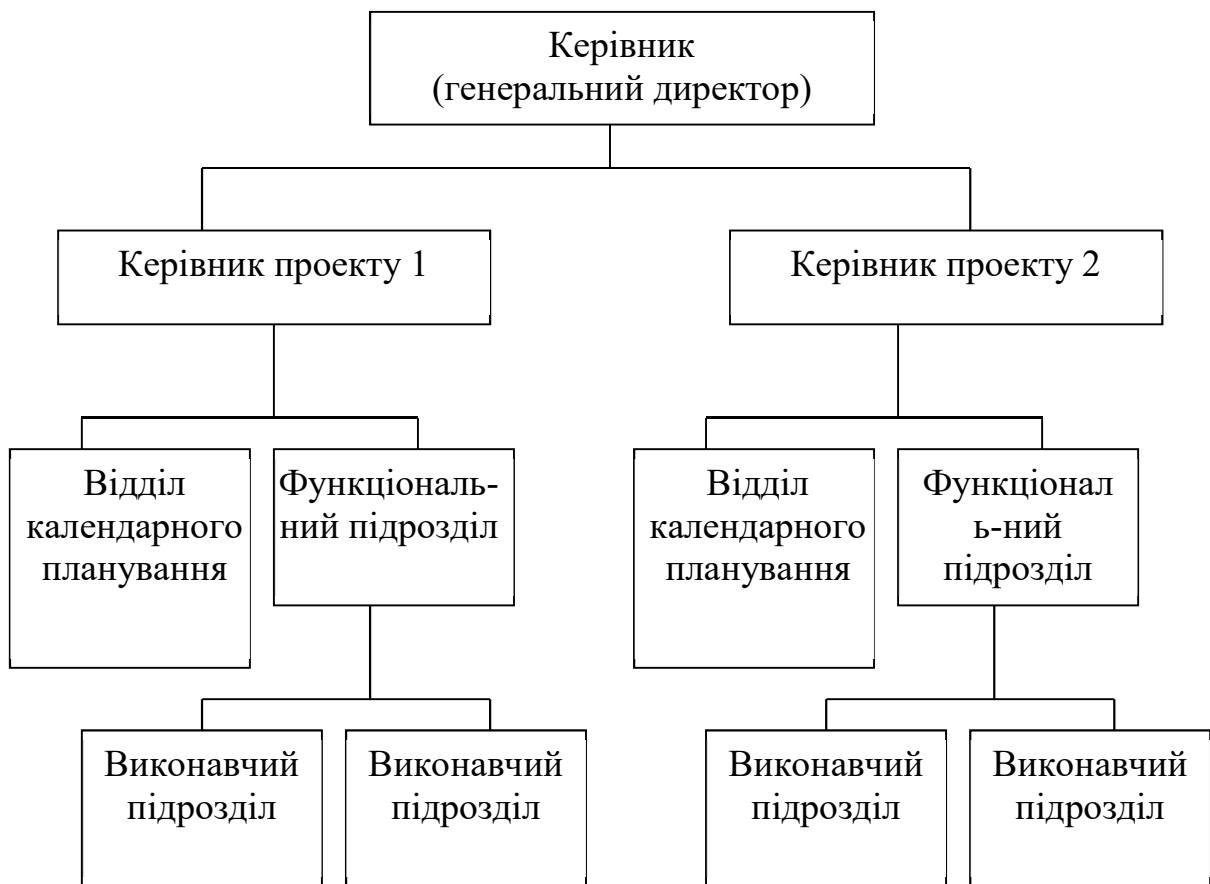 Керівник
(генеральний директор)
Керівник проекту 1
Керівник проекту 2
Відділ
календарного
планування
Функціональ-
ний підрозділ
Відділ
календарного
планування
Функціонал
ь-ний
підрозділ
Виконавчий
підрозділ
Виконавчий
підрозділ
Виконавчий
підрозділ
Виконавчий
підрозділ